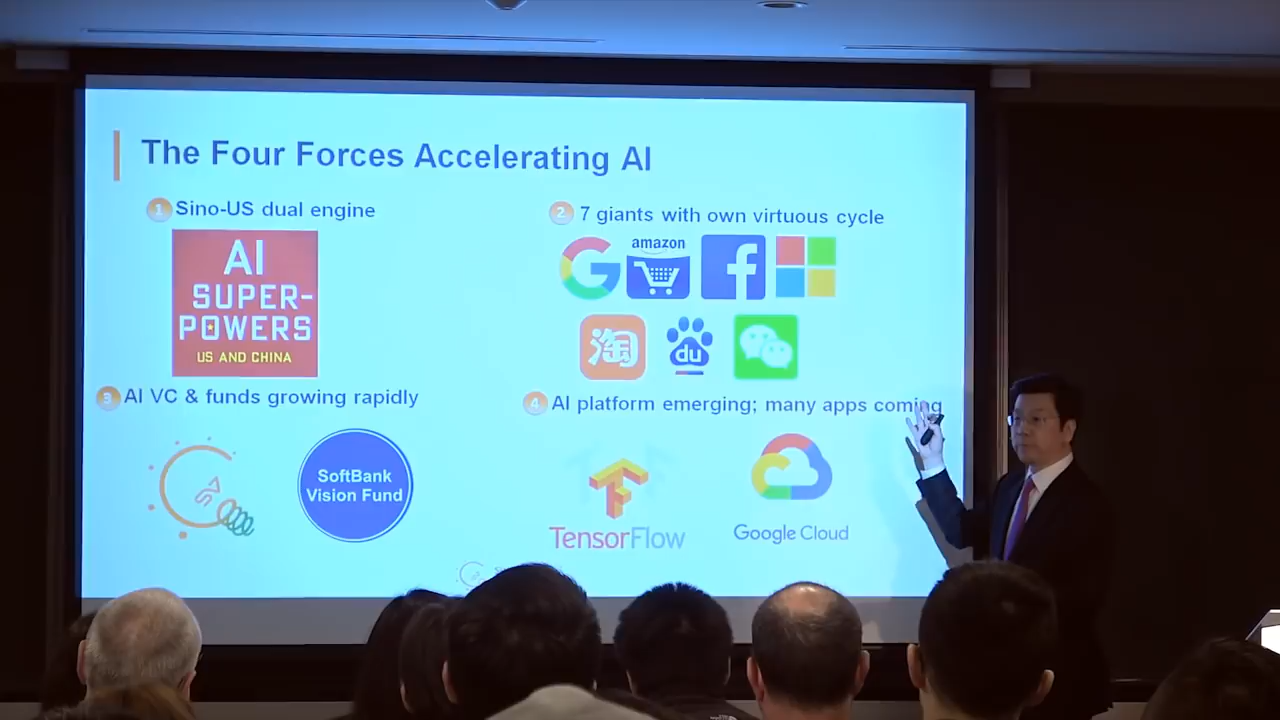 The Four Forces Accelerating AI
1 Sino-US dual engine
AI
SUPER-
POWERS
US AND CHINA
2 7 giants with own virtuous cycle
amazon
淘
du
3 AI VC & funds growing rapidly
SoftBank
Vision Fund
4 AI platform emerging; many apps coming
TensorFlow
Google Cloud